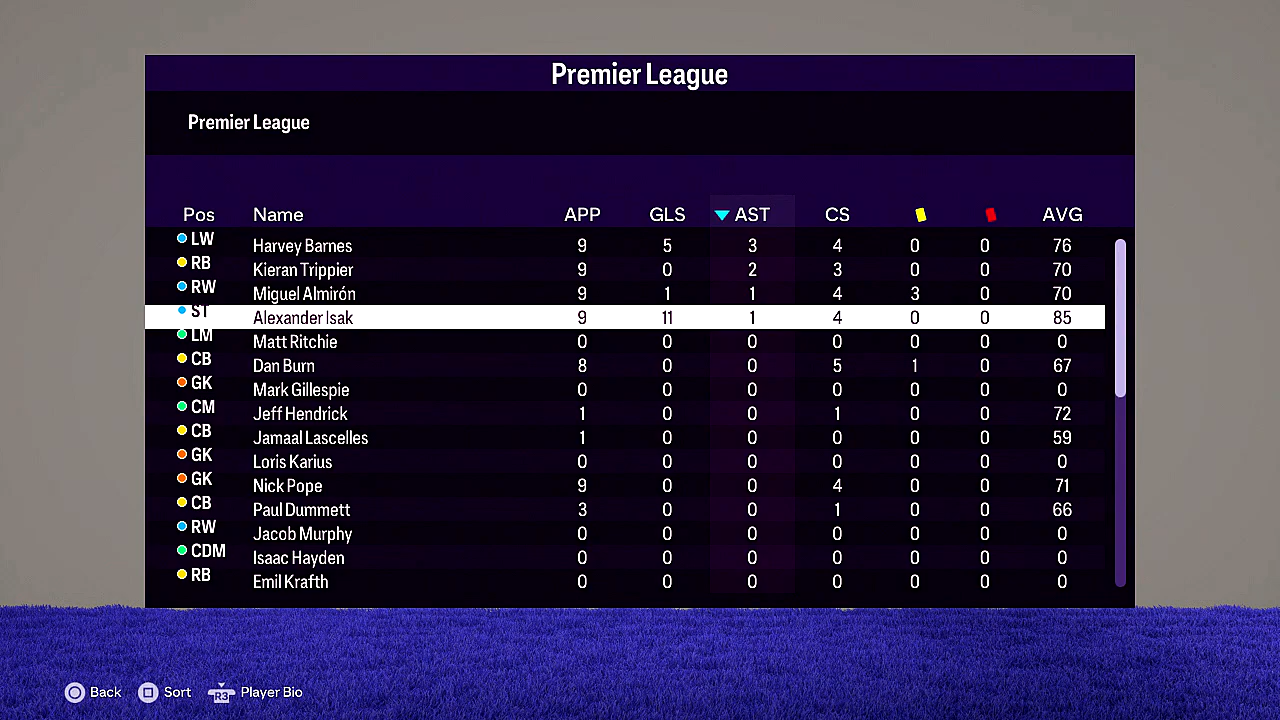 Premier League
Premier League
Pos Name APP GLS AST CS AVG
LW Harvey Barnes 9 5 3 4 0 0 76
RB Kieran Trippier 9 0 2 3 0 0 70
RW Miguel Almirón 9 1 1 4 3 0 70
ST Alexander Isak 9 11 1 4 0 0 85
LM Matt Ritchie 0 0 0 0 0 0 0
CB Dan Burn 8 0 0 5 1 0 67
GK Mark Gillespie 0 0 0 0 0 0 0
CM Jeff Hendrick 1 0 0 1 0 0 72
CB Jamaal Lascelles 1 0 0 0 0 0 59
GK Loris Karius 0 0 0 0 0 0 0
GK Nick Pope 9 0 0 4 0 0 71
CB Paul Dummett 3 0 0 1 0 0 66
RW Jacob Murphy 0 0 0 0 0 0 0
CDM Isaac Hayden 0 0 0 0 0 0 0
RB Emil Krafth 0 0 0 0 0 0 0
Back Sort R3 Player Bio